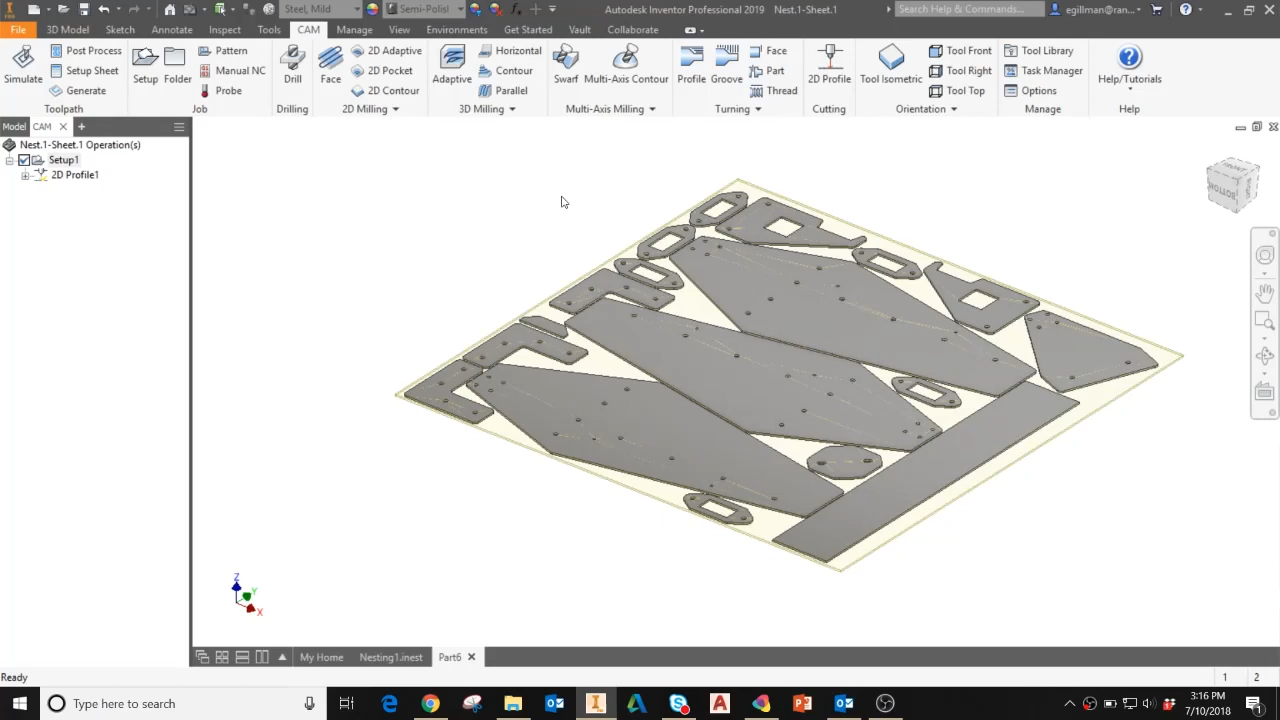 Steel, Mild
Semi-Polisl
Autodesk Inventor Professional 2019 Nest.1-Sheet.1
Search Help & Commands...
egillman@ran...
File 3D Model Sketch Annotate Inspect Tools CAM Manage View Environments Get Started Vault Collaborate
Simulate
Post Process
Setup Sheet
Generate
Toolpath
Setup
Folder
Pattern
Manual NC
Probe
Job
Drill
Drilling
Face
2D Adaptive
2D Pocket
2D Contour
2D Milling
Adaptive
Horizontal
Contour
Parallel
3D Milling
Swarf
Multi-Axis Contour
Multi-Axis Milling
Profile
Groove
Face
Part
Thread
Turning
2D Profile
Cutting
Tool Isometric
Tool Front
Tool Right
Tool Top
Orientation
Tool Library
Task Manager
Options
Manage
Help/Tutorials
Help
Model CAM
Nest.1-Sheet.1 Operation(s)
Setup1
2D Profile1
FRONT
BOTTOM
Z
Y
X
My Home Nesting1.inest Part6
Ready
1 2
Type here to search
3:16 PM
7/10/2018